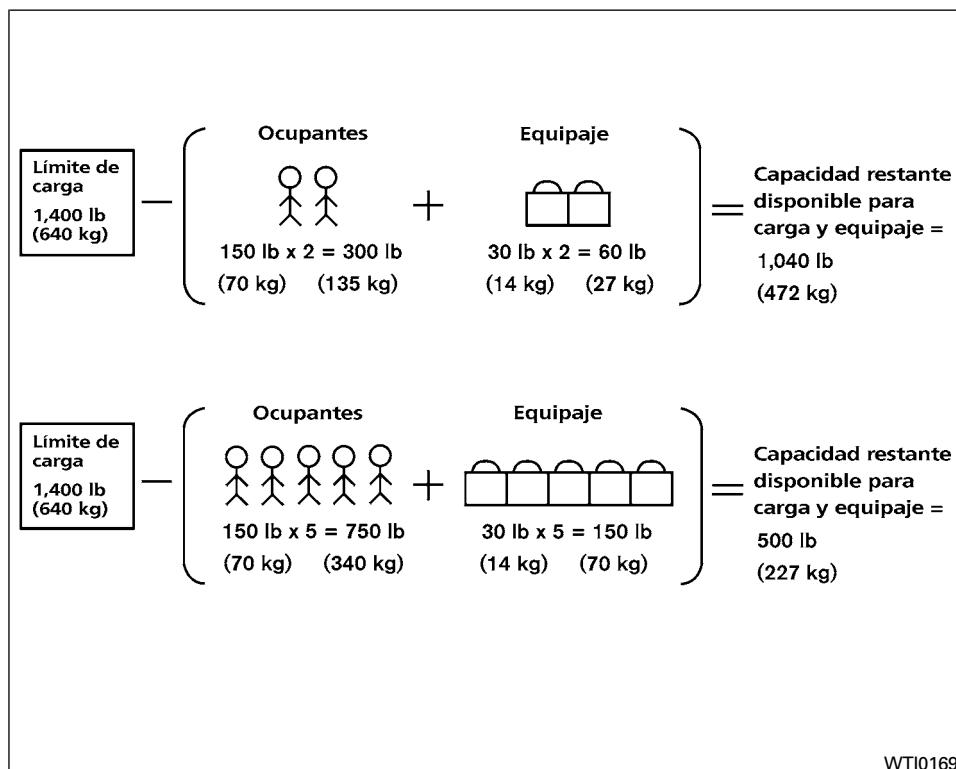 Límite de
carga
1,400 lb
(640 kg)
Ocupantes
150 lb x 2 = 300 lb
(70 kg) (135 kg)
+
Equipaje
30 lb x 2 = 60 lb
(14 kg) (27 kg)
=
Capacidad restante
disponible para
carga y equipaje =
1,040 lb
(472 kg)
Límite de
carga
1,400 lb
(640 kg)
Ocupantes
150 lb x 5 = 750 lb
(70 kg) (340 kg)
+
Equipaje
30 lb x 5 = 150 lb
(14 kg) (70 kg)
=
Capacidad restante
disponible para
carga y equipaje =
500 lb
(227 kg)
WTI0169